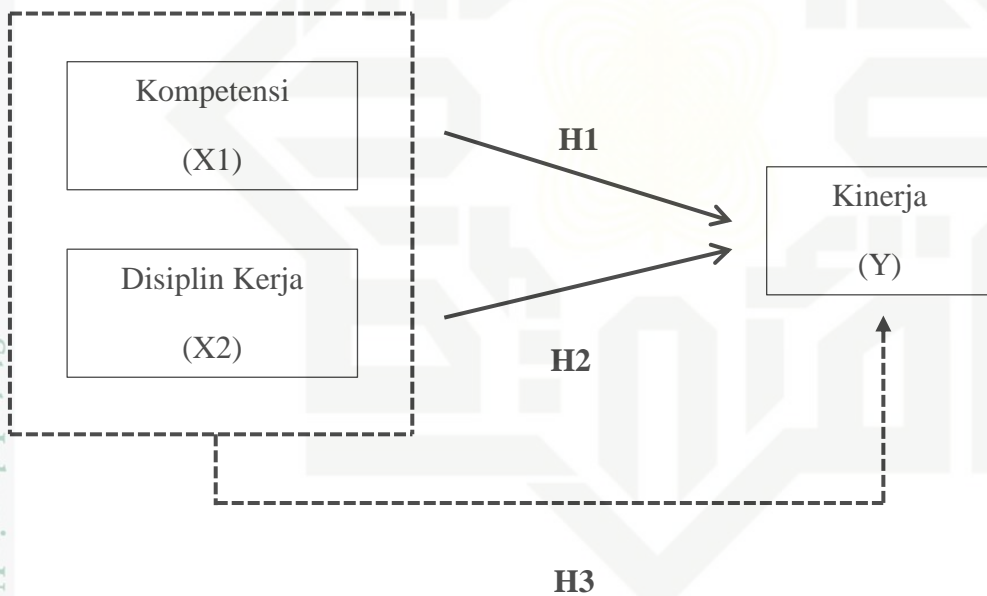 Kompetensi
(X1)
H1
Kinerja
(Y)
Disiplin Kerja
(X2)
H2
H3